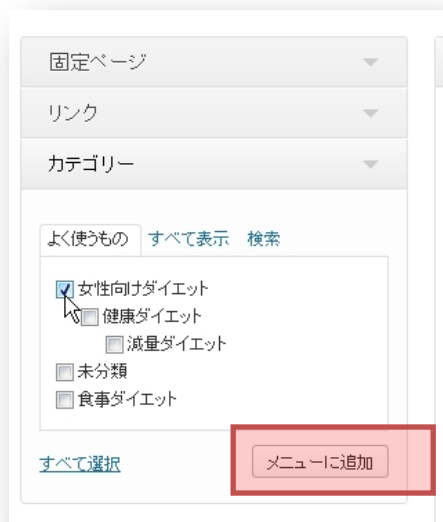 固定ページ
リンク
カテゴリー
よく使うもの すべて表示 検索
女性向けダイエット
健康ダイエット
減量ダイエット
未分類
食事ダイエット
すべて選択 メニューに追加